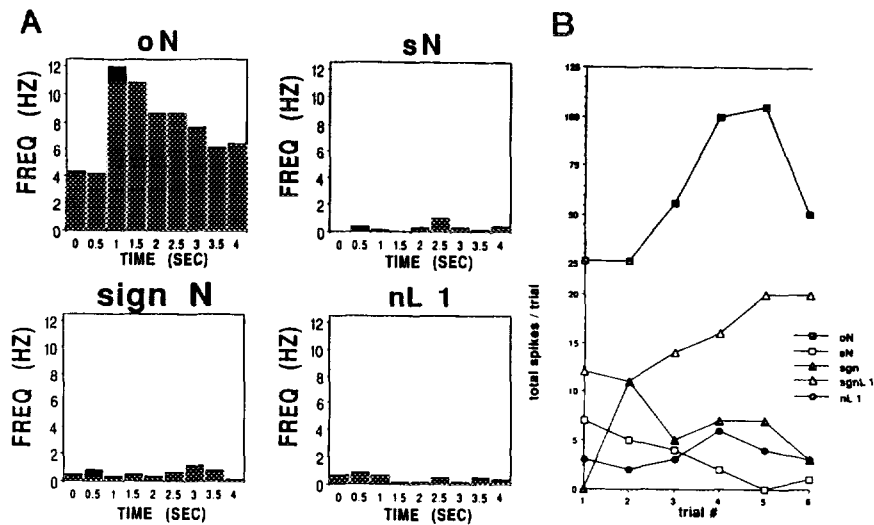 A
B
oN
FREQ (HZ)
12
10
8
6
4
2
0
0 0.5 1 1.5 2 2.5 3 3.5 4
TIME (SEC)
sN
FREQ (HZ)
12
10
8
6
4
2
0
0 0.5 1 1.5 2 2.5 3 3.5 4
TIME (SEC)
sign N
FREQ (HZ)
12
10
8
6
4
2
0
0 0.5 1 1.5 2 2.5 3 3.5 4
TIME (SEC)
nL 1
FREQ (HZ)
12
10
8
6
4
2
0
0 0.5 1 1.5 2 2.5 3 3.5 4
TIME (SEC)
total spikes / trial
125
100
75
50
25
20
15
10
5
0
1 2 3 4 5 6
trial #
oN
sN
sgn
sgnL 1
nL 1